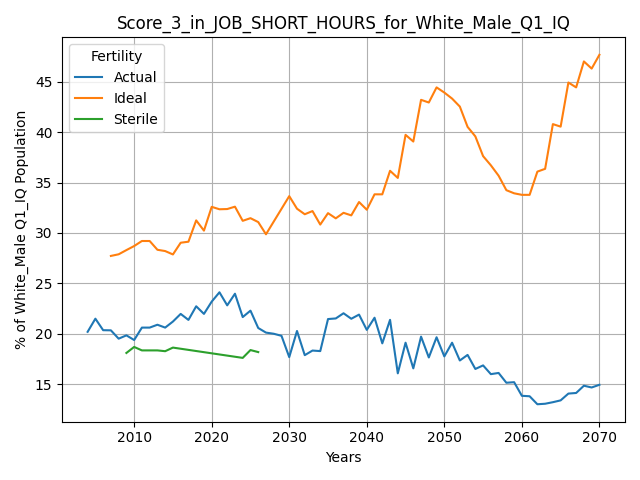 Score_3_in_JOB_SHORT_HOURS_for_White_Male_Q1_IQ
Fertility
Actual
Ideal
Sterile
% of White_Male Q1_IQ Population
45
40
35
30
25
20
15
2010 2020 2030 2040 2050 2060 2070
Years